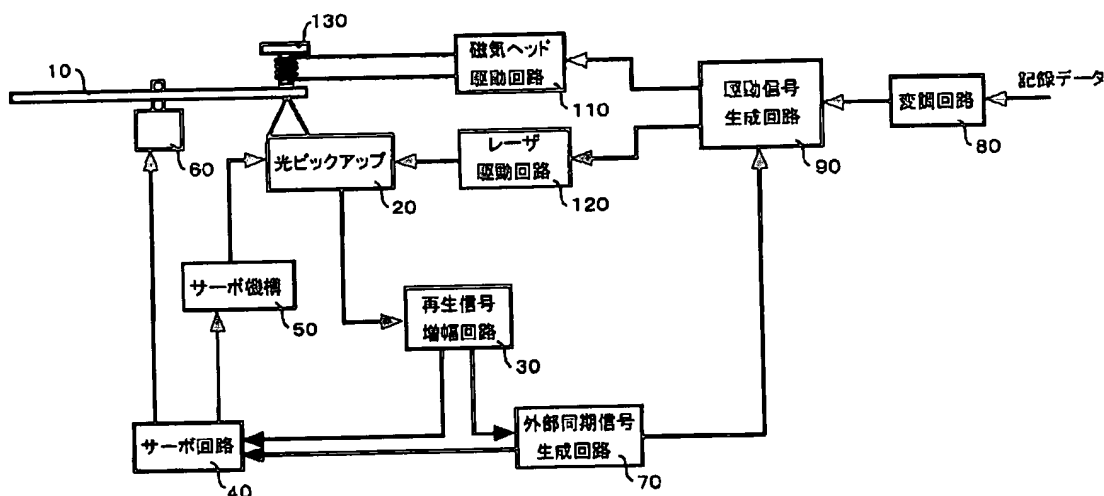 130
磁気ヘッド
駆動回路
110
10
60
光ピックアップ
20
レーザ
駆動回路
120
駆動信号
生成回路
90
変調回路
80
記録データ
サーボ機構
50
再生信号
増幅回路
30
サーボ回路
40
外部同期信号
生成回路
70